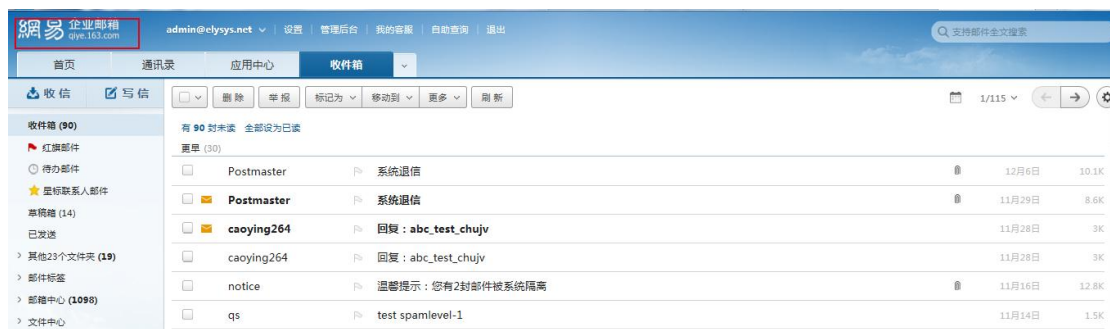 網易 企业邮箱
qiye.163.com
admin@elysys.net 设置 管理后台 我的客服 自助查询 退出
支持邮件全文搜索
首页 通讯录 应用中心 收件箱
收信 写信
删除 举报 标记为 移动到 更多 刷新 1/115
收件箱 (90)
红旗邮件
待办邮件
星标联系人邮件
草稿箱 (14)
已发送
其他23个文件夹 (19)
邮件标签
邮箱中心 (1098)
文件中心
有 90 封未读 全部设为已读
更早 (30)
Postmaster 系统退信 12月6日 10.1K
Postmaster 系统退信 11月29日 8.6K
caoying264 回复：abc_test_chujv 11月28日 3K
caoying264 回复：abc_test_chujv 11月28日 3K
notice 温馨提示：您有2封邮件被系统隔离 11月16日 12.8K
qs test spamlevel-1 11月14日 1.5K